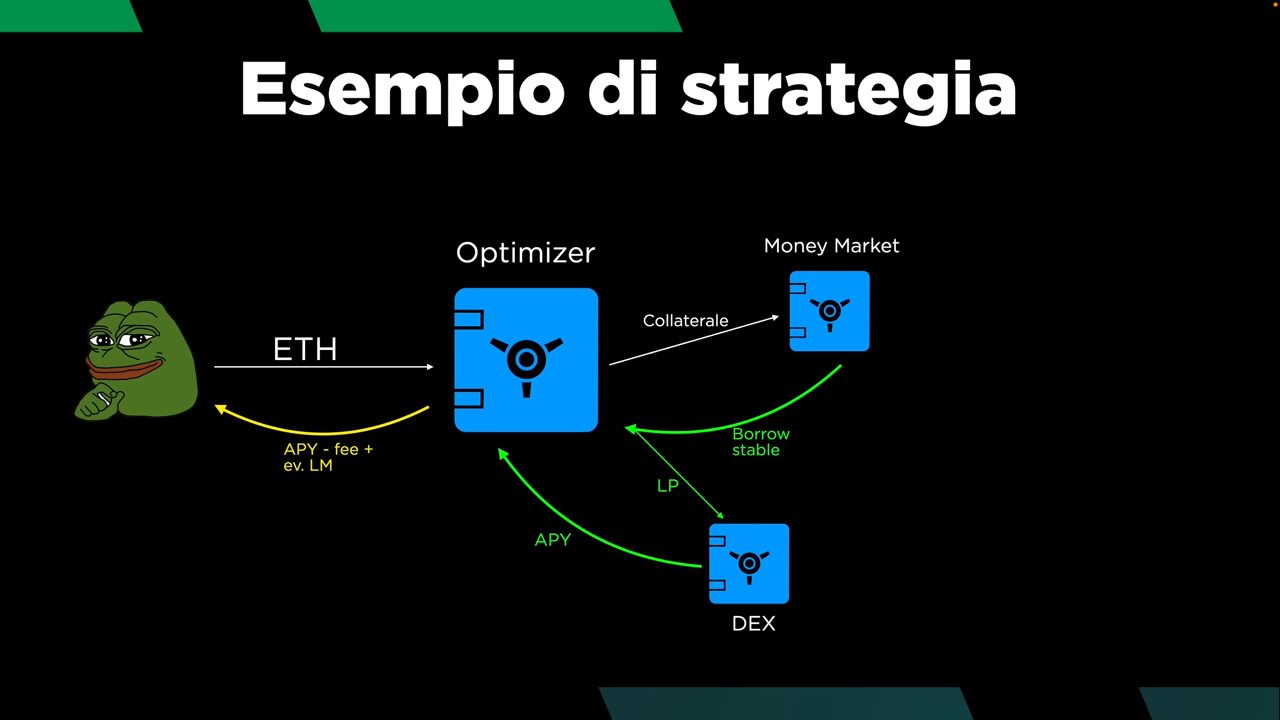 Esempio di strategia
Optimizer
Money Market
Collaterale
ETH
APY - fee +
ev. LM
Borrow
stable
LP
APY
DEX